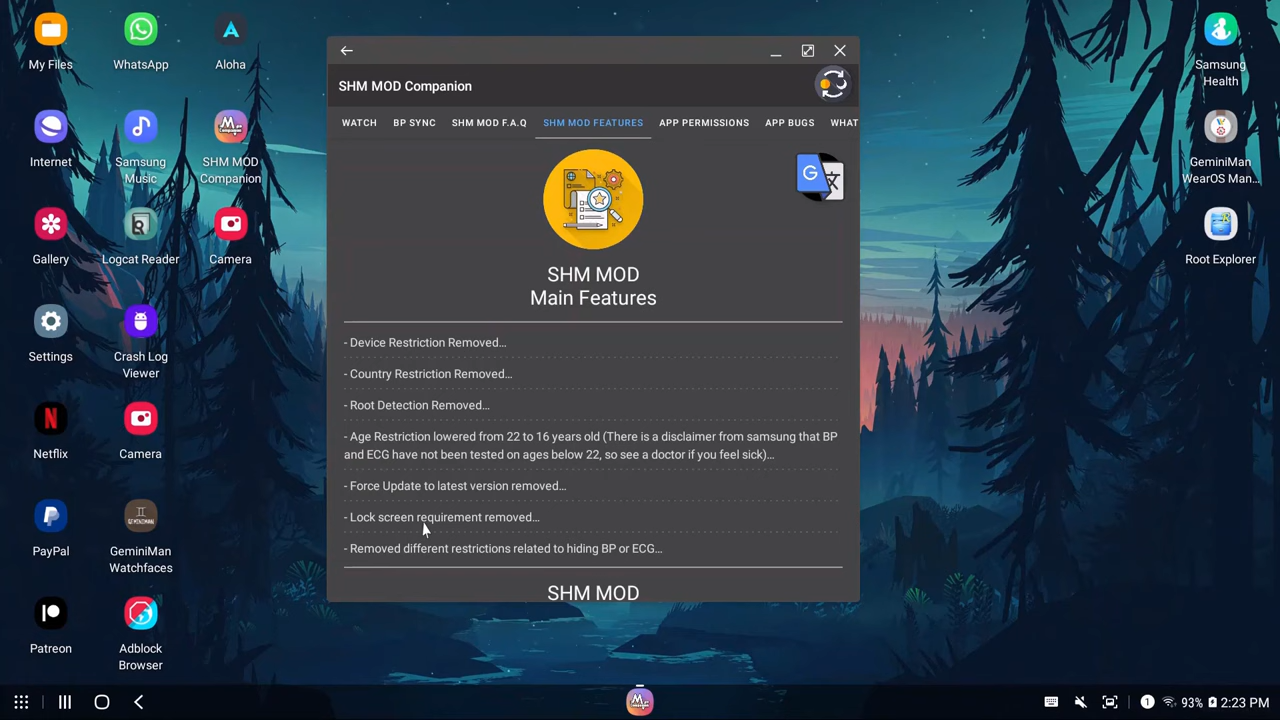 My Files
WhatsApp
Aloha
Samsung
Health
Internet
Samsung
Music
SHM MOD
Companion
GeminiMan
WearOS Man...
Gallery
Logcat Reader
Camera
Root Explorer
Settings
Crash Log
Viewer
Netflix
Camera
PayPal
GEMINIMAN
GeminiMan
Watchfaces
Patreon
Adblock
Browser
SHM MOD Companion
WATCH BP SYNC SHM MOD F.A.Q SHM MOD FEATURES APP PERMISSIONS APP BUGS WHAT
SHM MOD
Main Features
- Device Restriction Removed...
- Country Restriction Removed...
- Root Detection Removed...
- Age Restriction lowered from 22 to 16 years old (There is a disclaimer from samsung that BP
and ECG have not been tested on ages below 22, so see a doctor if you feel sick)...
- Force Update to latest version removed...
- Lock screen requirement removed...
- Removed different restrictions related to hiding BP or ECG...
SHM MOD
1 93% 2:23 PM